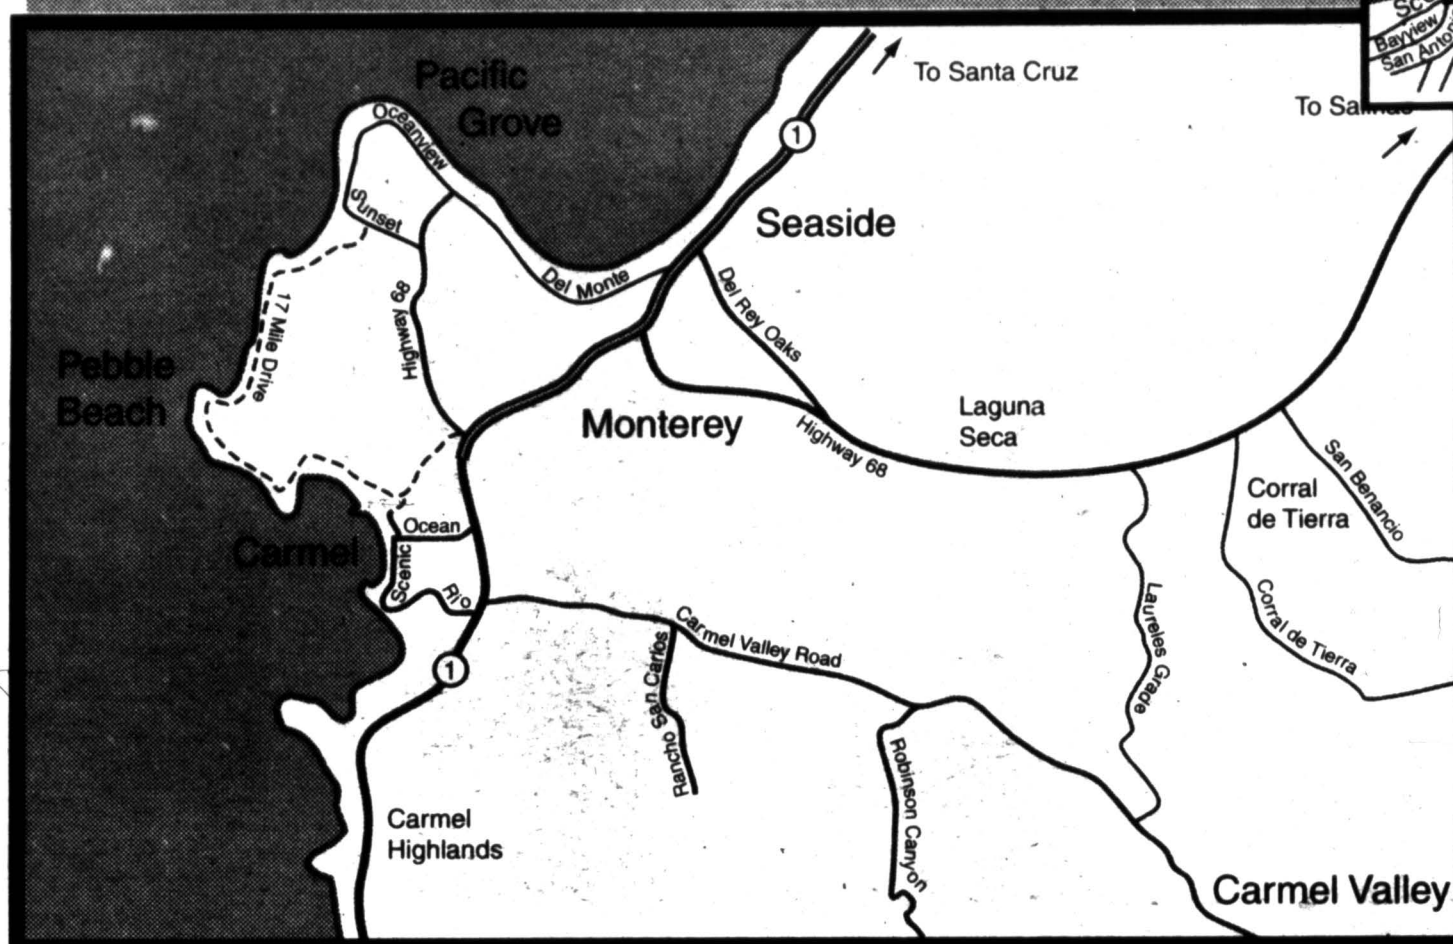 Bayview
San Anto
Pacific
Grove
To Santa Cruz
To Salinas
Oceanview
1
Sunset
Seaside
Del Monte
Del Rey Oaks
17 Mile Drive
Highway 68
Pebble
Beach
Monterey
Highway 68
Laguna
Seca
San Benancio
Corral
de Tierra
Ocean
Carmel
Scenic
Rio
Laureles Grade
Corral de Tierra
Carmel Valley Road
Rancho San Carlos
1
Robinson Canyon
Carmel
Highlands
Carmel Valley